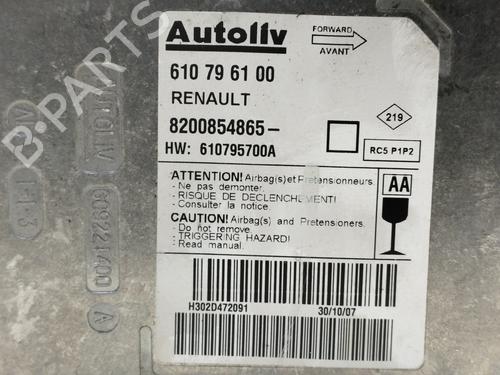 Autoliv
FORWARD
AVANT
610 79 61 00
RENAULT
8200854865-
HW: 610795700A
219
RC5 P1P2
ATTENTION! Airbag(s)et Pretensionneurs.
- Ne pas demonter.
- RISQUE DE DECLENCHEMENT!
- Consulter la notice.
CAUTION! Airbag(s) and Pretensioners.
- Do not remove.
- TRIGGERING HAZARD!
- Read manual.
AA
H302D472091
30/10/07
AUTOLIV
609221400
A